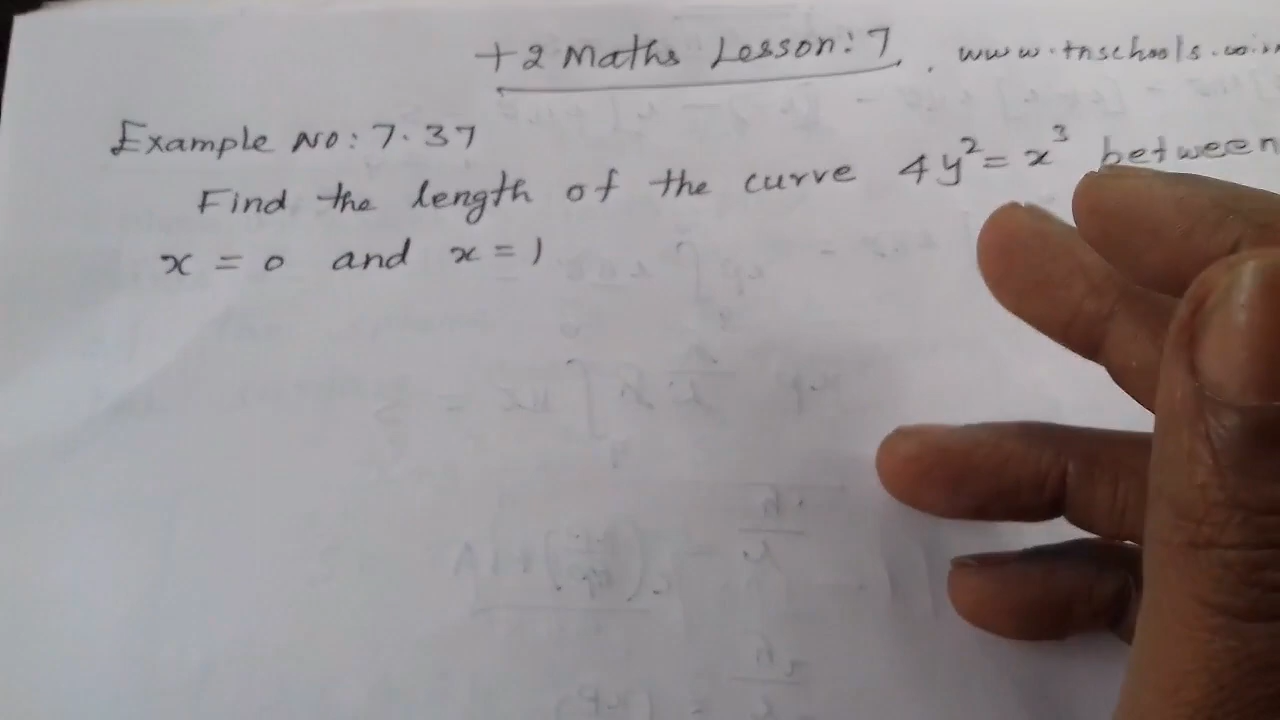 +2 Maths Lesson: 7
www.tnschools.co.in
Example No: 7.37
Find the length of the curve 4y² = x³ between
x = 0 and x = 1